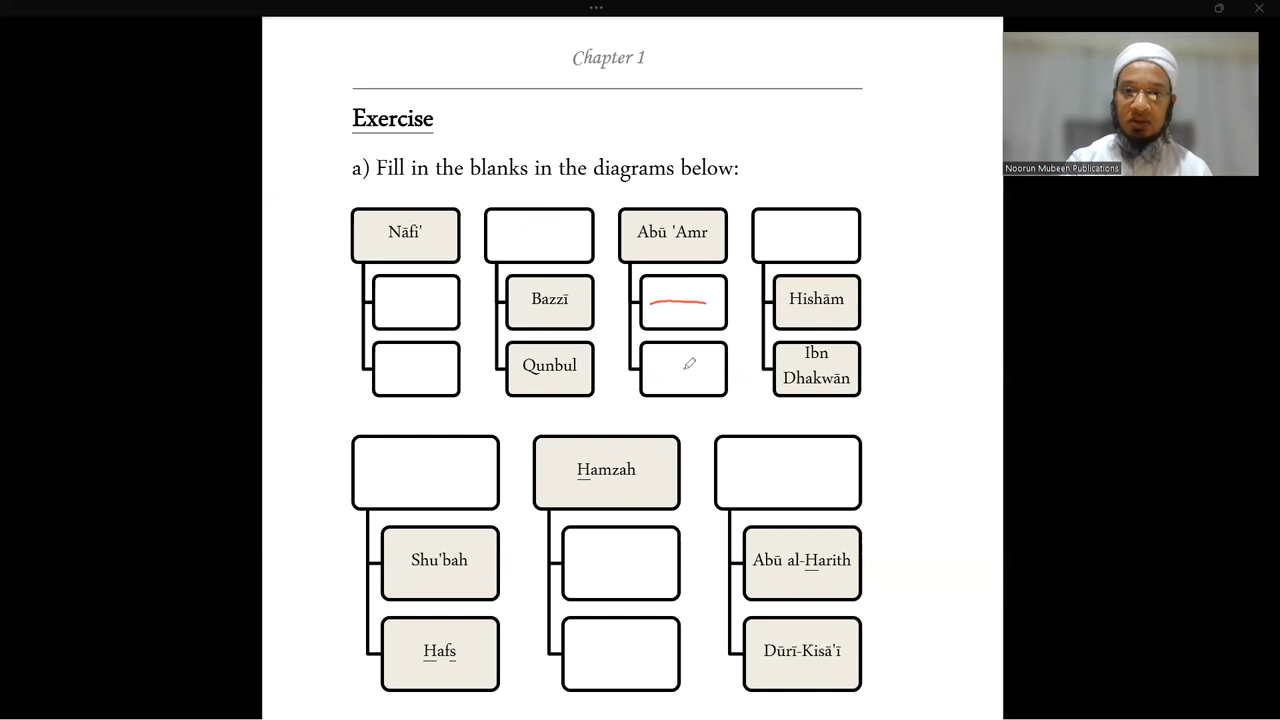 Chapter 1
Noorun Mubeen Publications
Exercise
a) Fill in the blanks in the diagrams below:
Nāfi' Abū 'Amr
Bazzī Hishām
Qunbul Ibn Dhakwān
Hamzah
Shu'bah Abū al-Harith
Hafs Dūrī-Kisā'ī